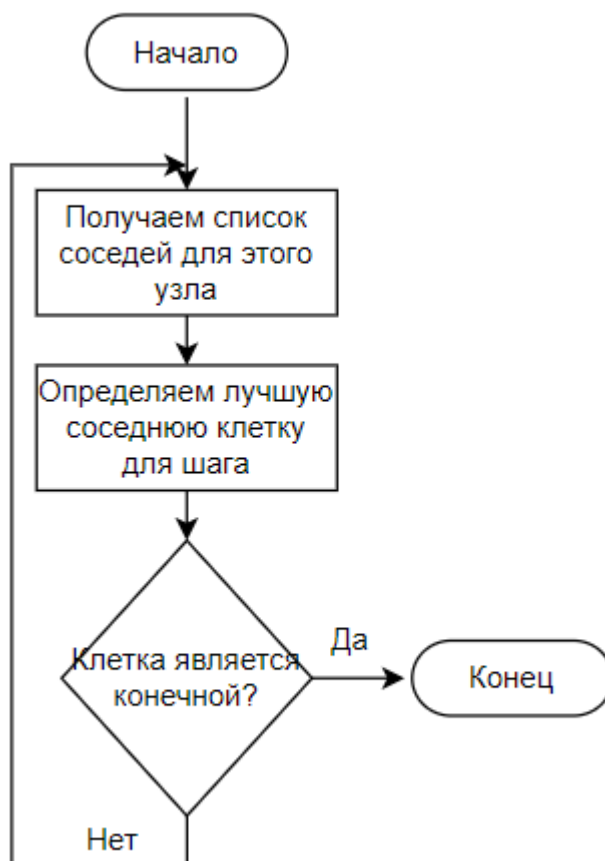 Начало
Получаем список
соседей для этого
узла
Определяем лучшую
соседнюю клетку
для шага
Клетка является
конечной?
Да
Конец
Нет